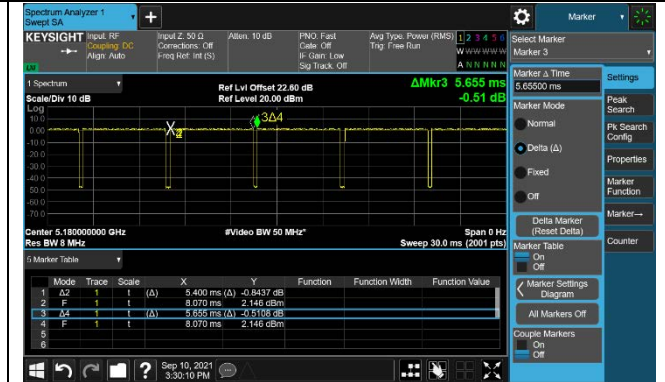 Spectrum Analyzer 1
Swept SA
+
Marker
KEYSIGHT
Input: RF
Coupling: DC
Align: Auto
Input Z: 50 Ω
Corrections: Off
Freq Ref: Int (S)
Atten: 10 dB
PNO: Fast
Gate: Off
IF Gain: Low
Sig Track: Off
Avg Type: Power (RMS)
Trig: Free Run
1 2 3 4 5 6
W W W W W W
A N N N N N
LW
1 Spectrum
Scale/Div 10 dB
Ref Lvl Offset 22.60 dB
Ref Level 20.00 dBm
ΔMkr3 5.655 ms
-0.51 dB
Log
10.0
0.00
-10.0
-20.0
-30.0
-40.0
-50.0
-60.0
-70.0
X2
3Δ4
Center 5.180000000 GHz
Res BW 8 MHz
#Video BW 50 MHz*
Span 0 Hz
Sweep 30.0 ms (2001 pts)
5 Marker Table
Mode Trace Scale X Y Function Function Width Function Value
1 Δ2 1 t (Δ) 5.400 ms (Δ) -0.8437 dB
2 F 1 t 8.070 ms 2.146 dBm
3 Δ4 1 t (Δ) 5.655 ms (Δ) -0.5108 dB
4 F 1 t 8.070 ms 2.146 dBm
5
6
Select Marker
Marker 3
Marker Δ Time
5.65500 ms
Marker Mode
Normal
Delta (Δ)
Fixed
Off
Delta Marker
(Reset Delta)
Marker Table
On
Off
Marker Settings
Diagram
All Markers Off
Couple Markers
On
Off
Settings
Peak
Search
Pk Search
Config
Properties
Marker
Function
Marker→
Counter
?
Sep 10, 2021
3:30:10 PM